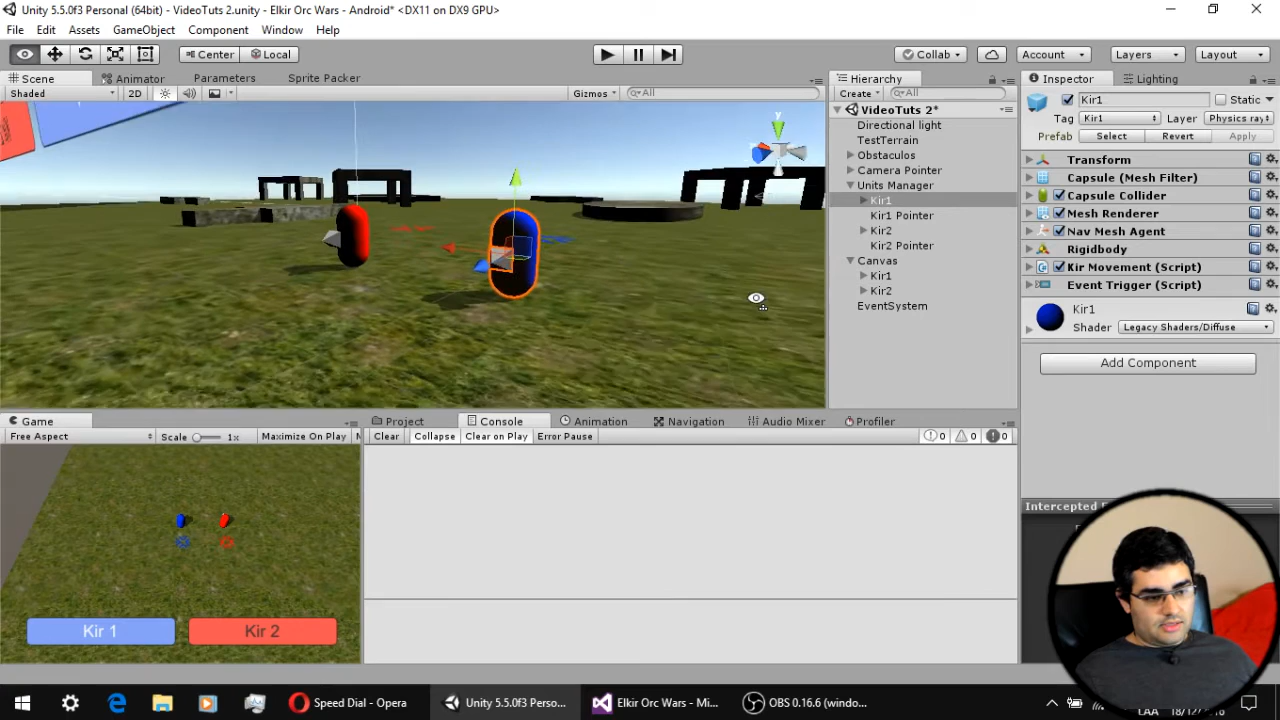 Unity 5.5.0f3 Personal (64bit) - VideoTuts 2.unity - Elkir Orc Wars - Android* <DX11 on DX9 GPU>
File Edit Assets GameObject Component Window Help
Center Local Collab Account Layers Layout
Scene Animator Parameters Sprite Packer
Shaded 2D Gizmos All
Hierarchy
Create All
VideoTuts 2*
Directional light
TestTerrain
Obstaculos
Camera Pointer
Units Manager
Kir1
Kir1 Pointer
Kir2
Kir2 Pointer
Canvas
Kir1
Kir2
EventSystem
Inspector Lighting
Kir1 Static
Tag Kir1 Layer Physics ray
Prefab Select Revert Apply
Transform
Capsule (Mesh Filter)
Capsule Collider
Mesh Renderer
Nav Mesh Agent
Rigidbody
Kir Movement (Script)
Event Trigger (Script)
Kir1
Shader Legacy Shaders/Diffuse
Add Component
Intercepted
y
Game
Free Aspect Scale 1x Maximize On Play
Kir 1 Kir 2
Project Console Animation Navigation Audio Mixer Profiler
Clear Collapse Clear on Play Error Pause 0 0 0
Speed Dial - Opera Unity 5.5.0f3 Perso... Elkir Orc Wars - Mi... OBS 0.16.6 (windo...
LAA